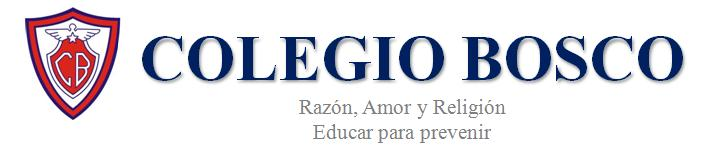 CB
COLEGIO BOSCO
Razón, Amor y Religión
Educar para prevenir